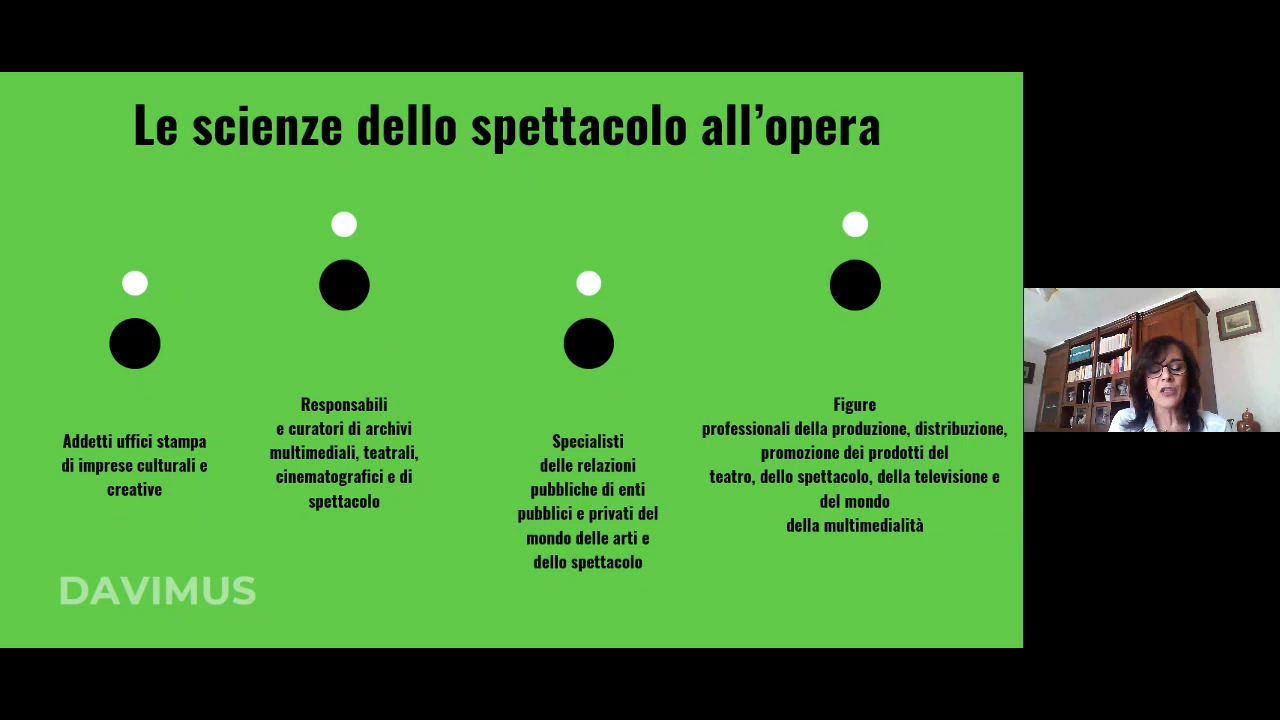 Le scienze dello spettacolo all’opera
Addetti uffici stampa
di imprese culturali e
creative
Responsabili
e curatori di archivi
multimediali, teatrali,
cinematografici e di
spettacolo
Specialisti
delle relazioni
pubbliche di enti
pubblici e privati del
mondo delle arti e
dello spettacolo
Figure
professionali della produzione, distribuzione,
promozione dei prodotti del
teatro, dello spettacolo, della televisione e
del mondo
della multimedialità
DAVIMUS